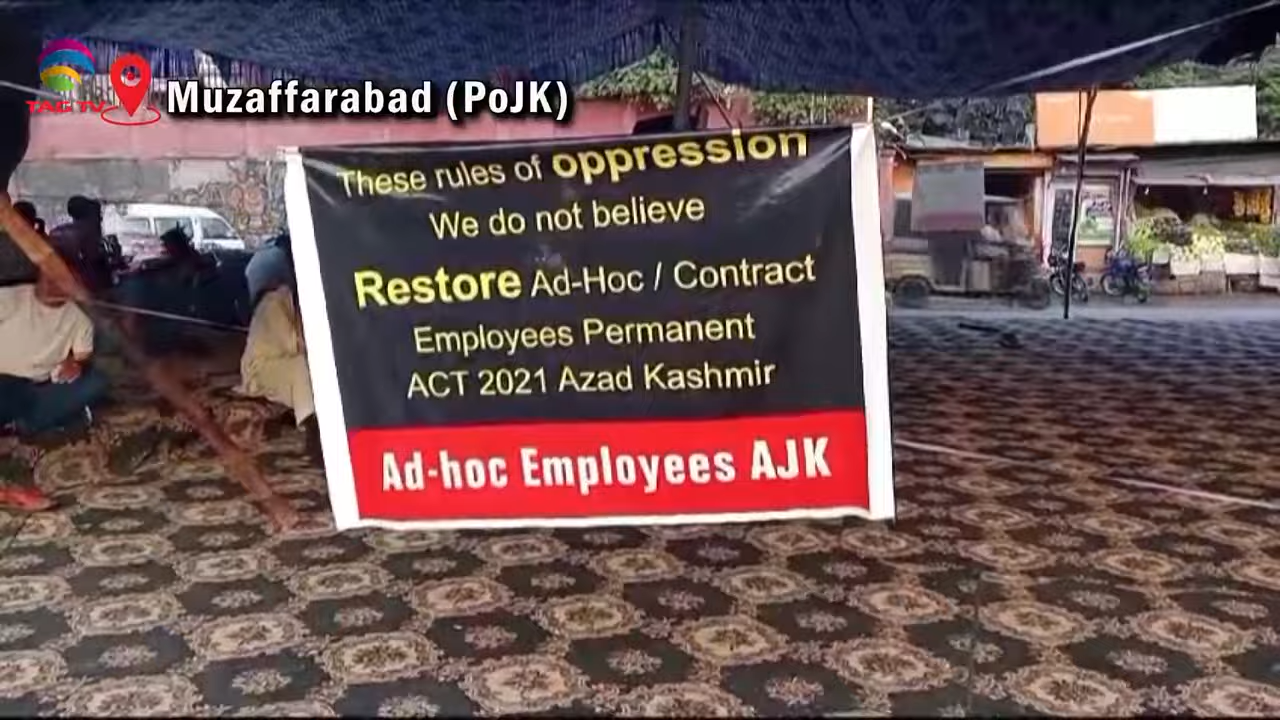 TAG TV
Muzaffarabad (PoJK)
These rules of oppression
We do not believe
Restore Ad-Hoc / Contract
Employees Permanent
ACT 2021 Azad Kashmir
Ad-hoc Employees AJK